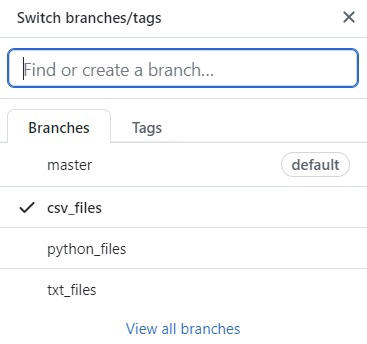 Switch branches/tags
Find or create a branch...
Branches Tags
master default
csv_files
python_files
txt_files
View all branches